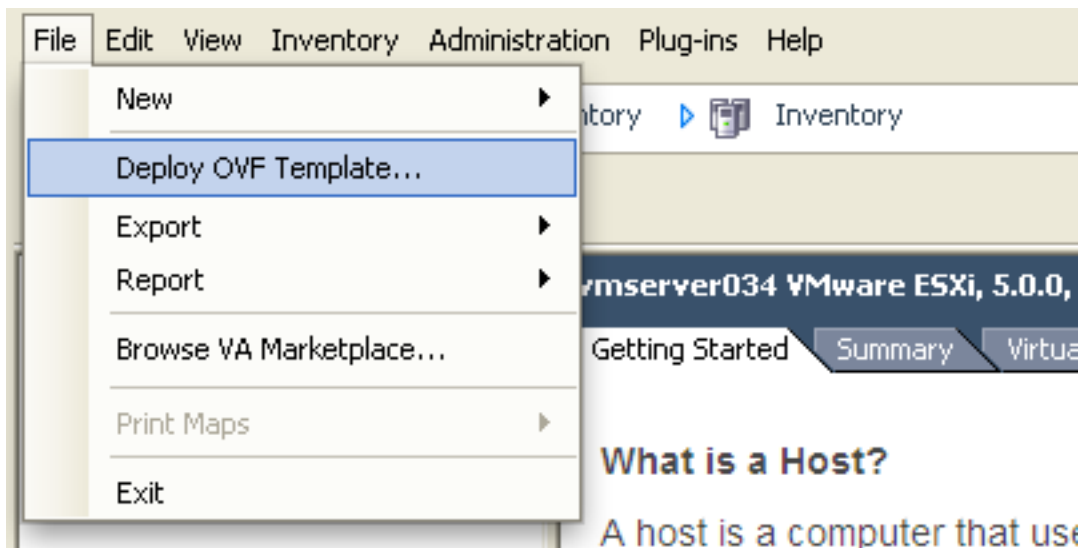 File Edit View Inventory Administration Plug-ins Help
New
Inventory
Deploy OVF Template...
Export
Report
vmserver034 VMware ESXi, 5.0.0,
Browse VA Marketplace...
Getting Started Summary
Print Maps
What is a Host?
Exit
A host is a computer that